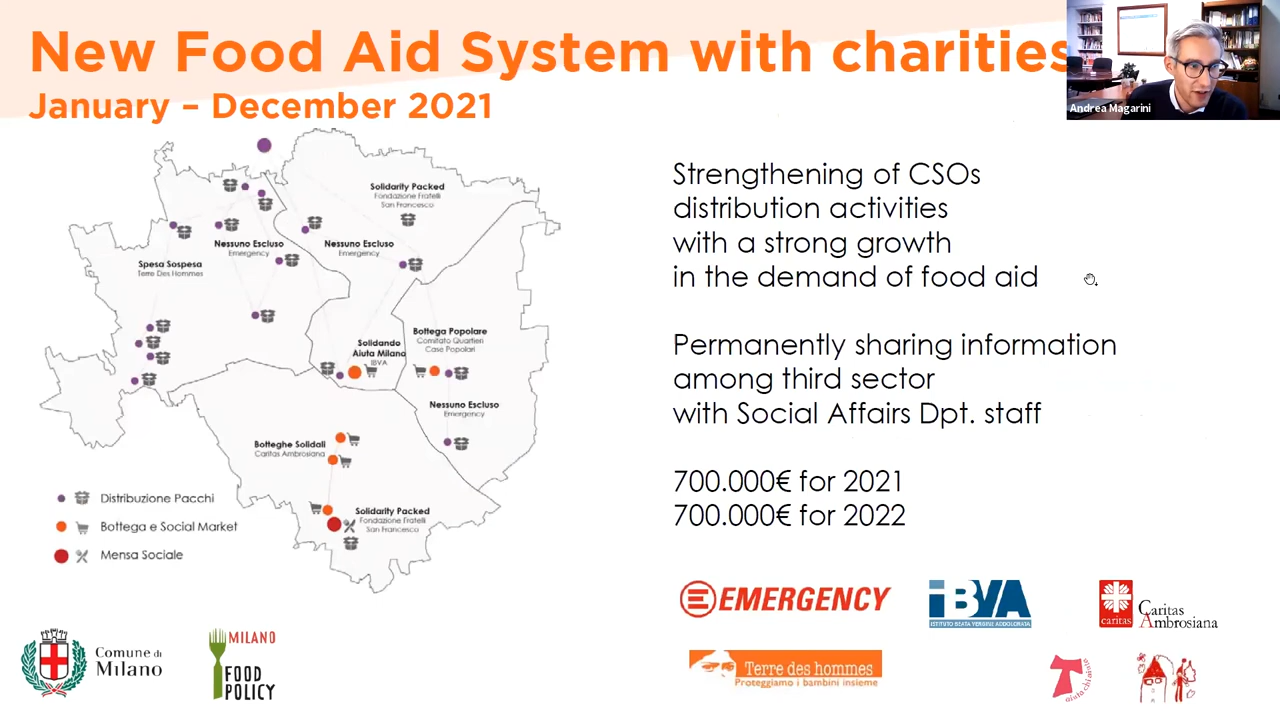 New Food Aid System with charities
January – December 2021
Andrea Magarini
Solidarity Packed
Fondazione Fratelli
San Francesco
Nessuno Escluso
Emergency
Nessuno Escluso
Emergency
Spesa Sospesa
Terre Des Hommes
Solidando
Aiuta Milano
IBVA
Bottega Popolare
Comitato Quartieri
Case Popolari
Nessuno Escluso
Emergency
Botteghe Solidali
Caritas Ambrosiana
Solidarity Packed
Fondazione Fratelli
San Francesco
Distribuzione Pacchi
Bottega e Social Market
Mensa Sociale
Strengthening of CSOs
distribution activities
with a strong growth
in the demand of food aid
Permanently sharing information
among third sector
with Social Affairs Dpt. staff
700.000€ for 2021
700.000€ for 2022
EMERGENCY
iBVA
ISTITUTO BEATA VERGINE ADDOLORATA
caritas
Caritas
Ambrosiana
Comune di
Milano
MILANO
FOOD
POLICY
Terre des hommes
Proteggiamo i bambini insieme